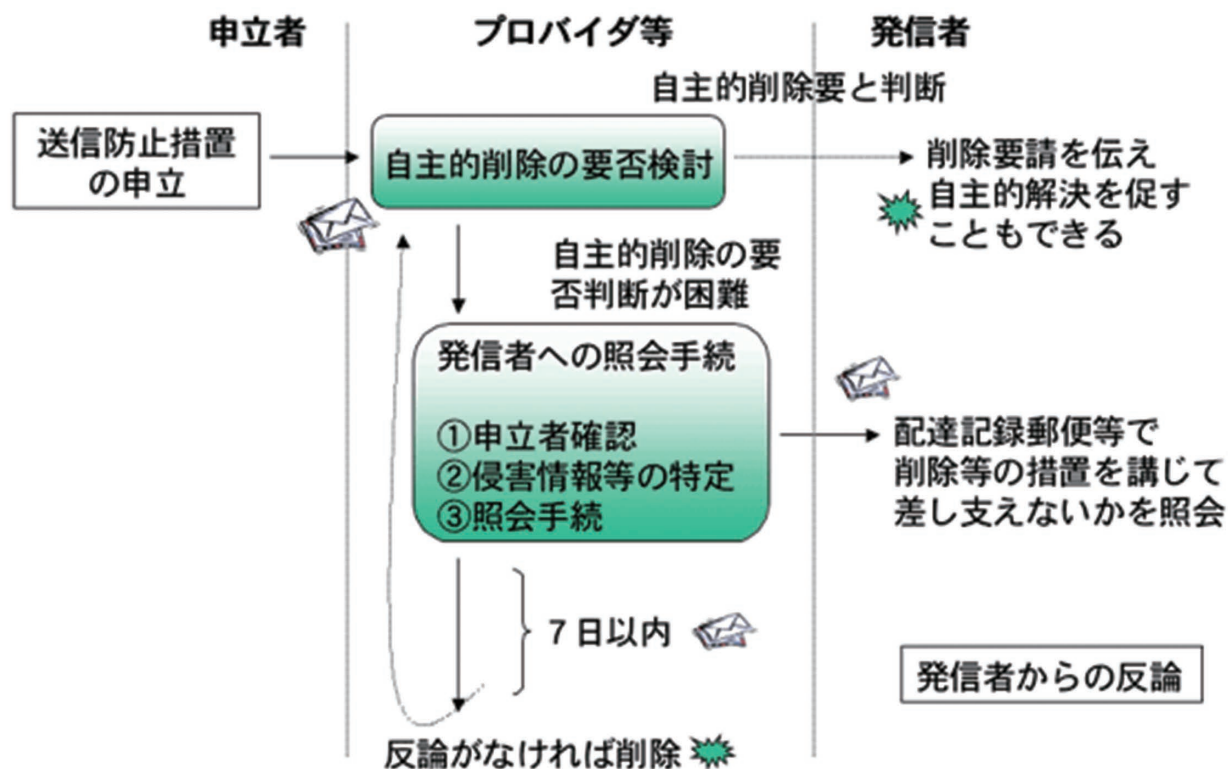 申立者
プロバイダ等
発信者
自主的削除要と判断
送信防止措置
の申立
自主的削除の要否検討
削除要請を伝え
自主的解決を促す
こともできる
自主的削除の要
否判断が困難
発信者への照会手続
①申立者確認
②侵害情報等の特定
③照会手続
配達記録郵便等で
削除等の措置を講じて
差し支えないかを照会
７日以内
発信者からの反論
反論がなければ削除